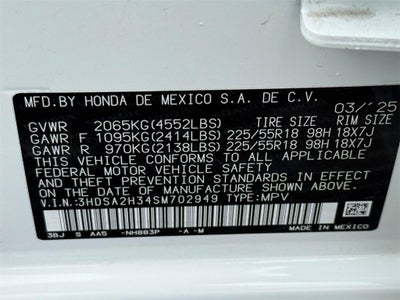 MFD.BY HONDA DE MEXICO S.A. DE C.V. 03/'25
GVWR 2065KG(4552LBS) TIRE SIZE RIM SIZE
GAWR F 1095KG(2414LBS) 225/55R18 98H 18X7J
GAWR R 970KG(2138LBS) 225/55R18 98H 18X7J
THIS VEHICLE CONFORMS TO ALL APPLICABLE
FEDERAL MOTOR VEHICLE SAFETY AND THEFT
PREVENTION STANDARDS IN EFFECT ON THE
DATE OF MANUFACTURE SHOWN ABOVE.
V.I.N.:3HDSA2H34SM702949 TYPE:MPV
3BJ S AA5 -NH883P -A -M MEXICO